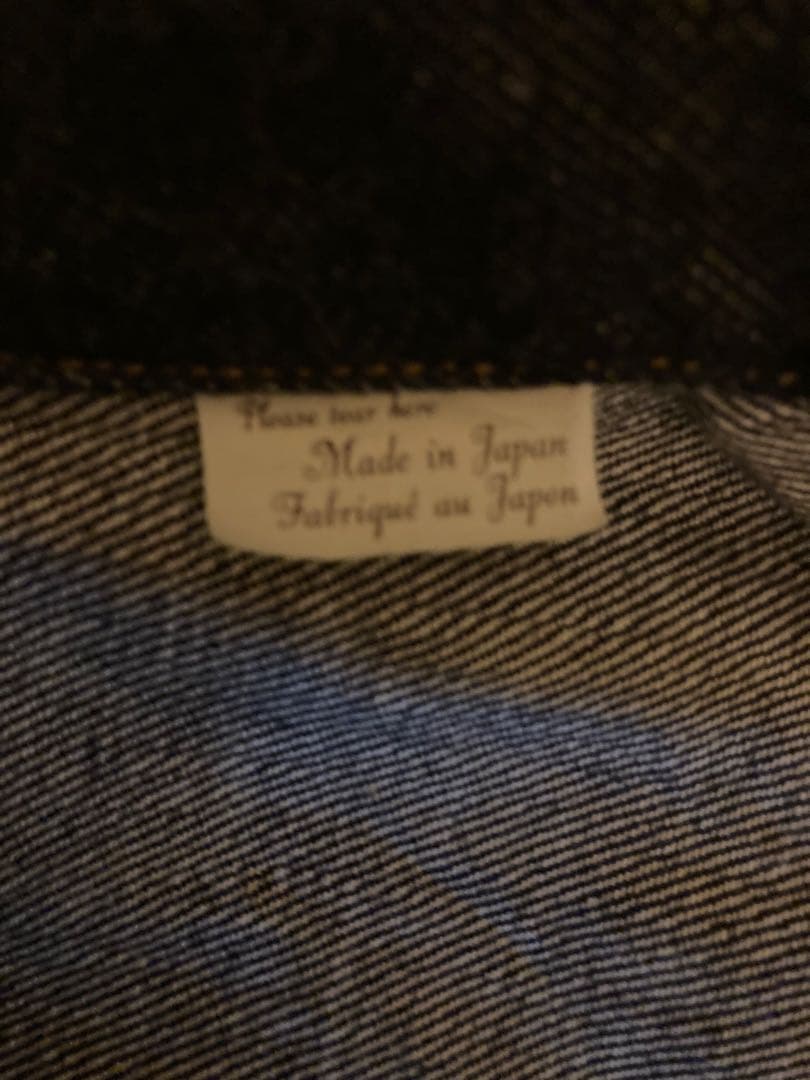 Please tear here
Made in Japan
Fabriqué au Japon